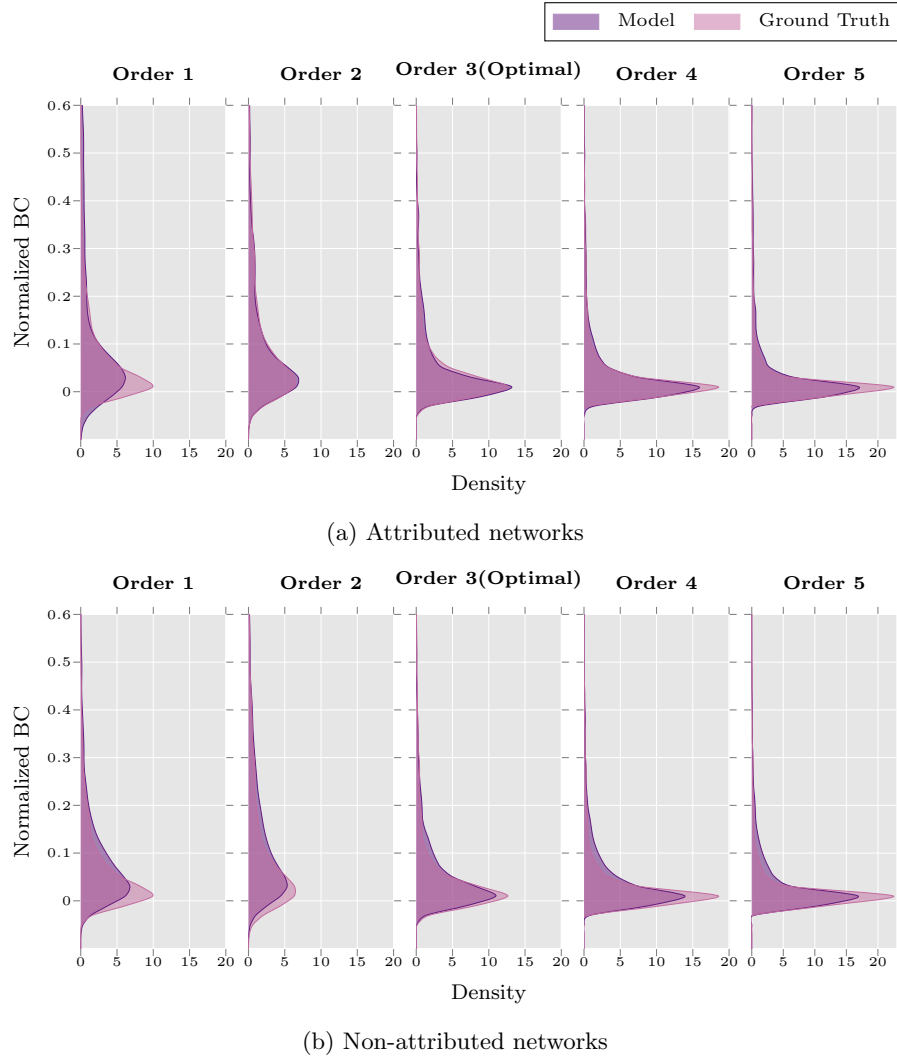 Model Ground Truth
Order 1 Order 2 Order 3(Optimal) Order 4 Order 5
Normalized BC
0.6
0.5
0.4
0.3
0.2
0.1
0
0 5 10 15 20 0 5 10 15 20 0 5 10 15 20 0 5 10 15 20 0 5 10 15 20
Density
(a) Attributed networks
Order 1 Order 2 Order 3(Optimal) Order 4 Order 5
Normalized BC
0.6
0.5
0.4
0.3
0.2
0.1
0
0 5 10 15 20 0 5 10 15 20 0 5 10 15 20 0 5 10 15 20 0 5 10 15 20
Density
(b) Non-attributed networks